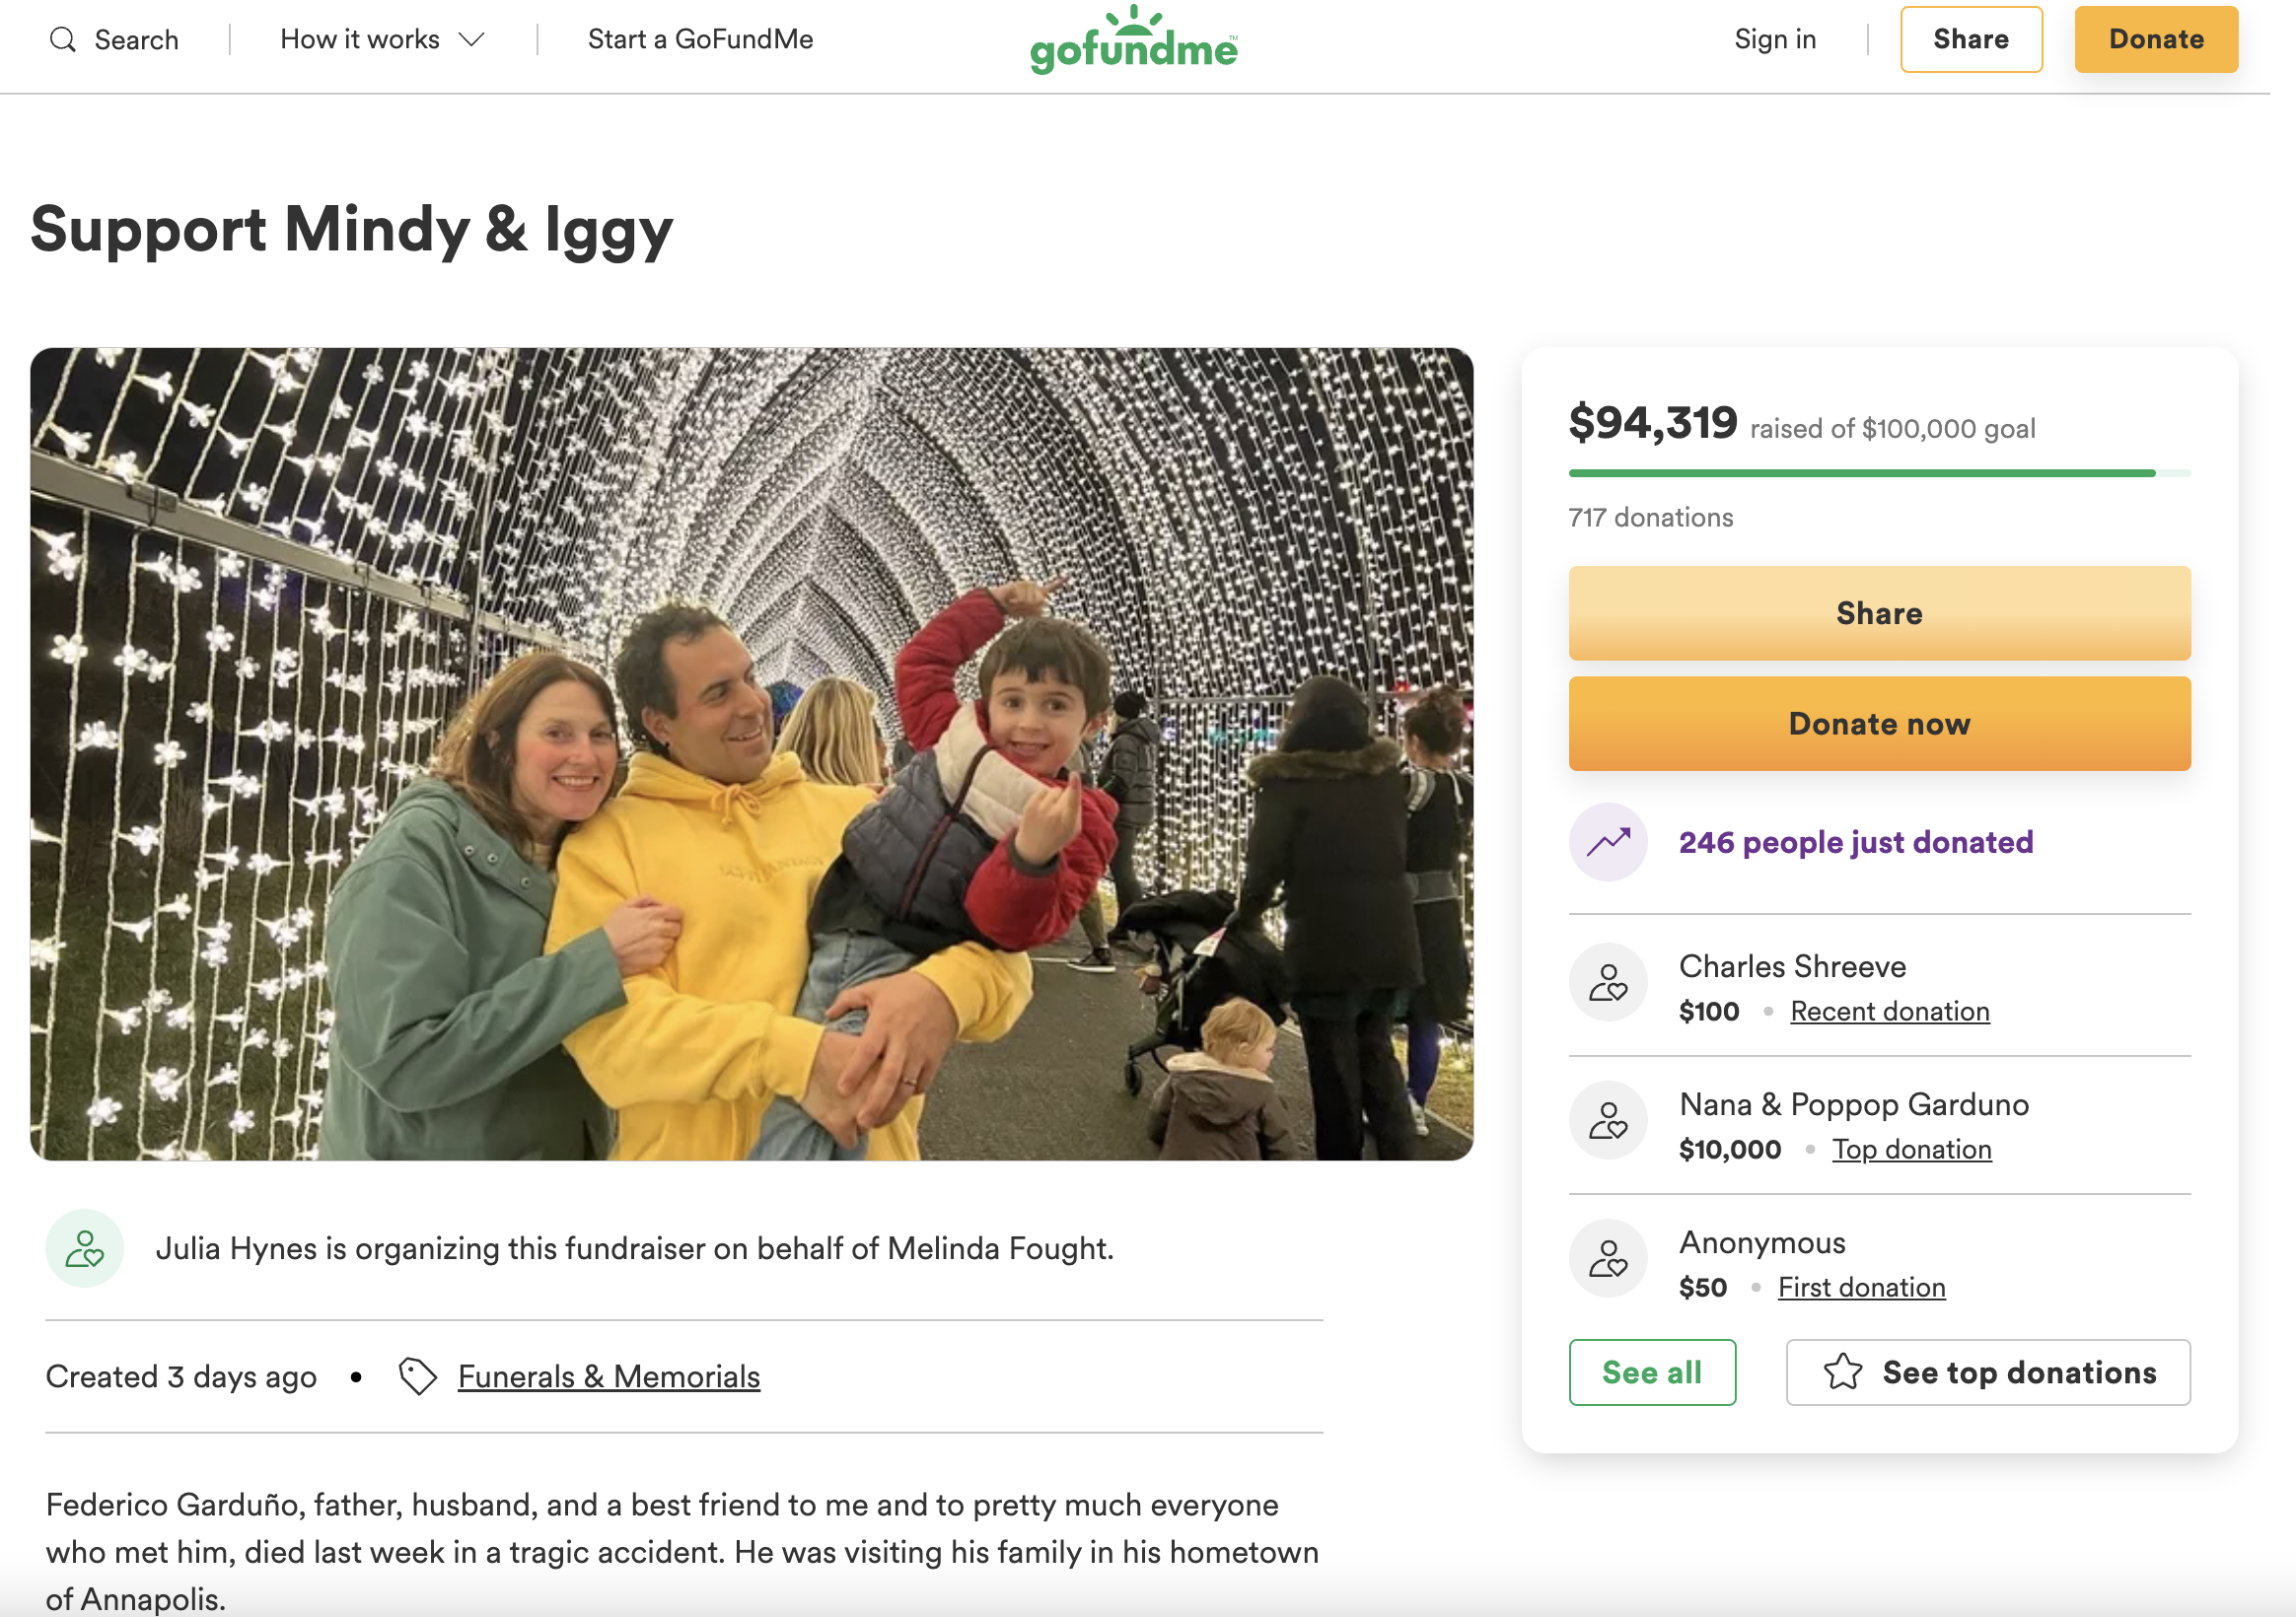 Search
How it works
Start a GoFundMe
gofundme™
Sign in
Share
Donate
Support Mindy & Iggy
$94,319 raised of $100,000 goal
717 donations
Share
Donate now
246 people just donated
Charles Shreeve
$100 • Recent donation
Nana & Poppop Garduno
$10,000 • Top donation
Anonymous
$50 • First donation
See all
See top donations
Julia Hynes is organizing this fundraiser on behalf of Melinda Fought.
Created 3 days ago • Funerals & Memorials
Federico Garduño, father, husband, and a best friend to me and to pretty much everyone
who met him, died last week in a tragic accident. He was visiting his family in his hometown
of Annapolis.